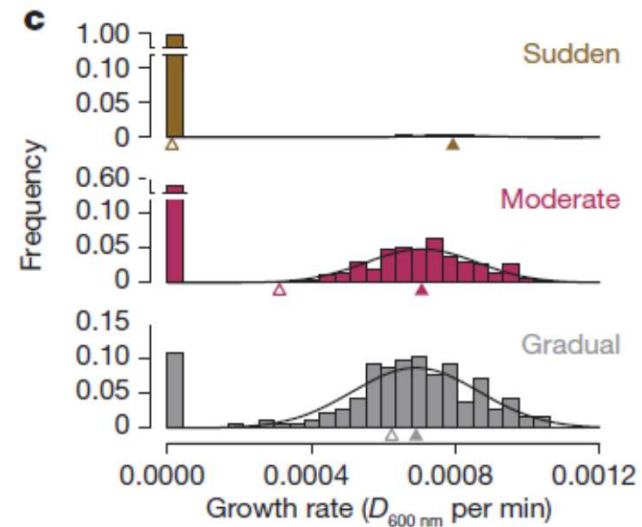 c
Sudden
1.00
0.10
0.05
0
Moderate
0.60
0.10
0.05
0
Gradual
0.15
0.10
0.05
0
Frequency
0.0000 0.0004 0.0008 0.0012
Growth rate (D600 nm per min)